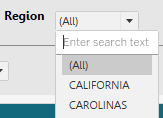 Region (All)
Enter search text
(All)
CALIFORNIA
CAROLINAS